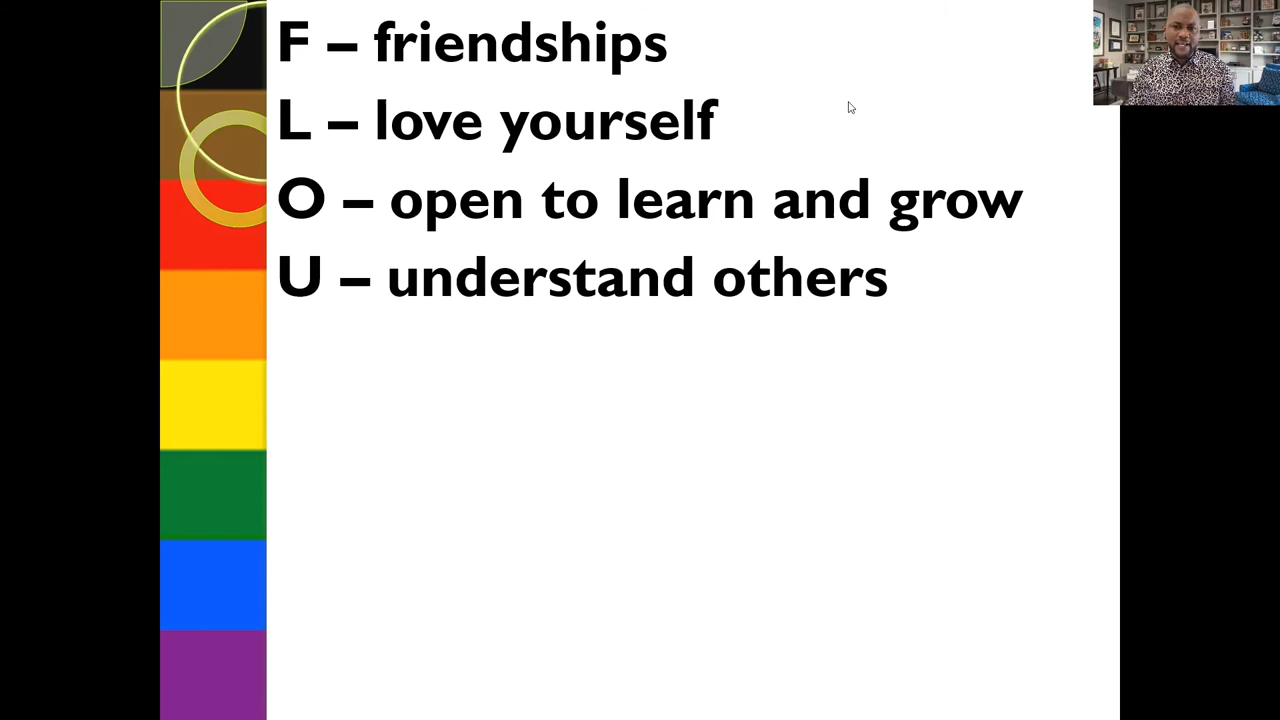 F – friendships
L – love yourself
O – open to learn and grow
U – understand others